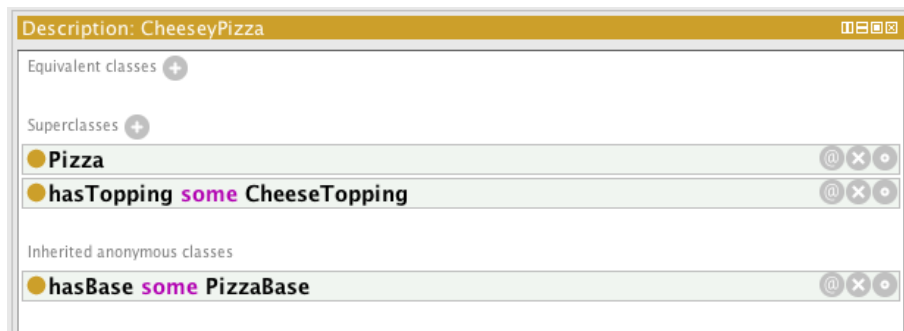 Description: CheeseyPizza
Equivalent classes
Superclasses
Pizza
hasTopping some CheeseTopping
Inherited anonymous classes
hasBase some PizzaBase